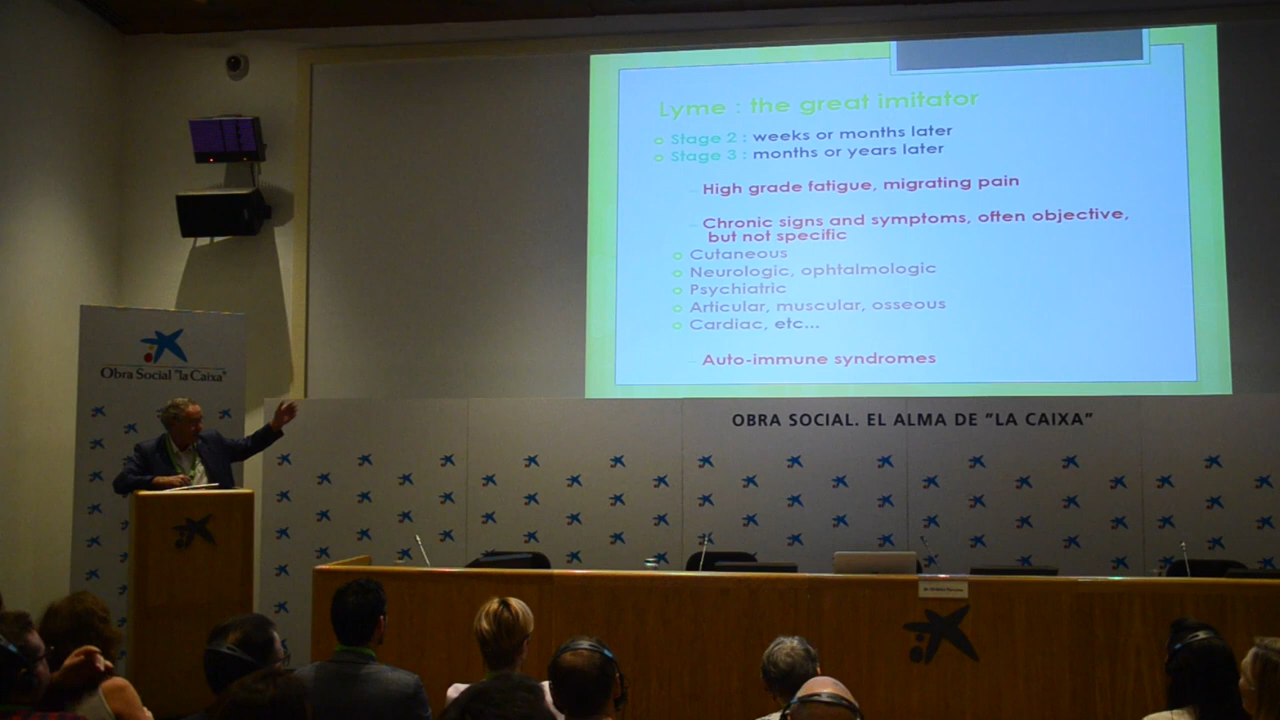 Lyme : the great imitator
Stage 2 : weeks or months later
Stage 3 : months or years later
High grade fatigue, migrating pain
Chronic signs and symptoms, often objective,
but not specific
Cutaneous
Neurologic, ophtalmologic
Psychiatric
Articular, muscular, osseous
Cardiac, etc...
Auto-immune syndromes
Obra Social "la Caixa"
OBRA SOCIAL. EL ALMA DE "LA CAIXA"